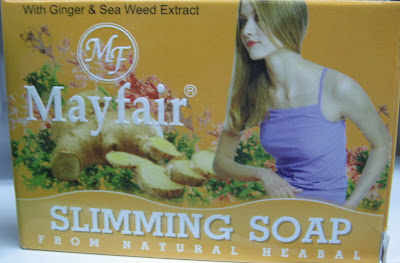 With Ginger & Sea Weed Extract
MF
Mayfair®
SLIMMING SOAP
FROM NATURAL HEABAL